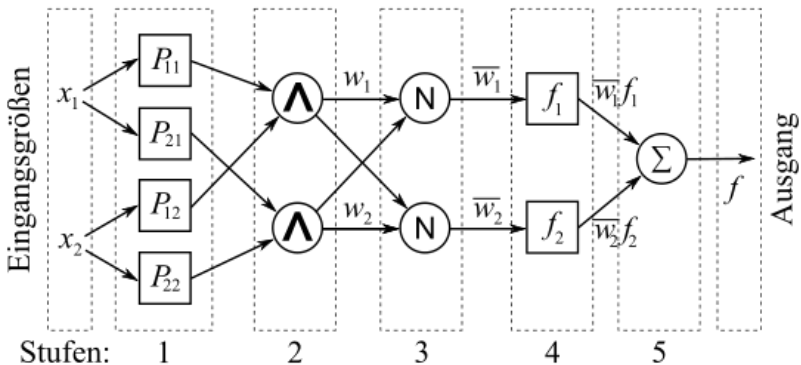 Eingangsgrößen
x₁
x₂
P₁₁
P₂₁
P₁₂
P₂₂
Λ
Λ
w₁
w₂
N
N
w̅₁
w̅₂
f₁
f₂
w̅₁f₁
w̅₂f₂
Σ
f
Ausgang
Stufen: 1 2 3 4 5